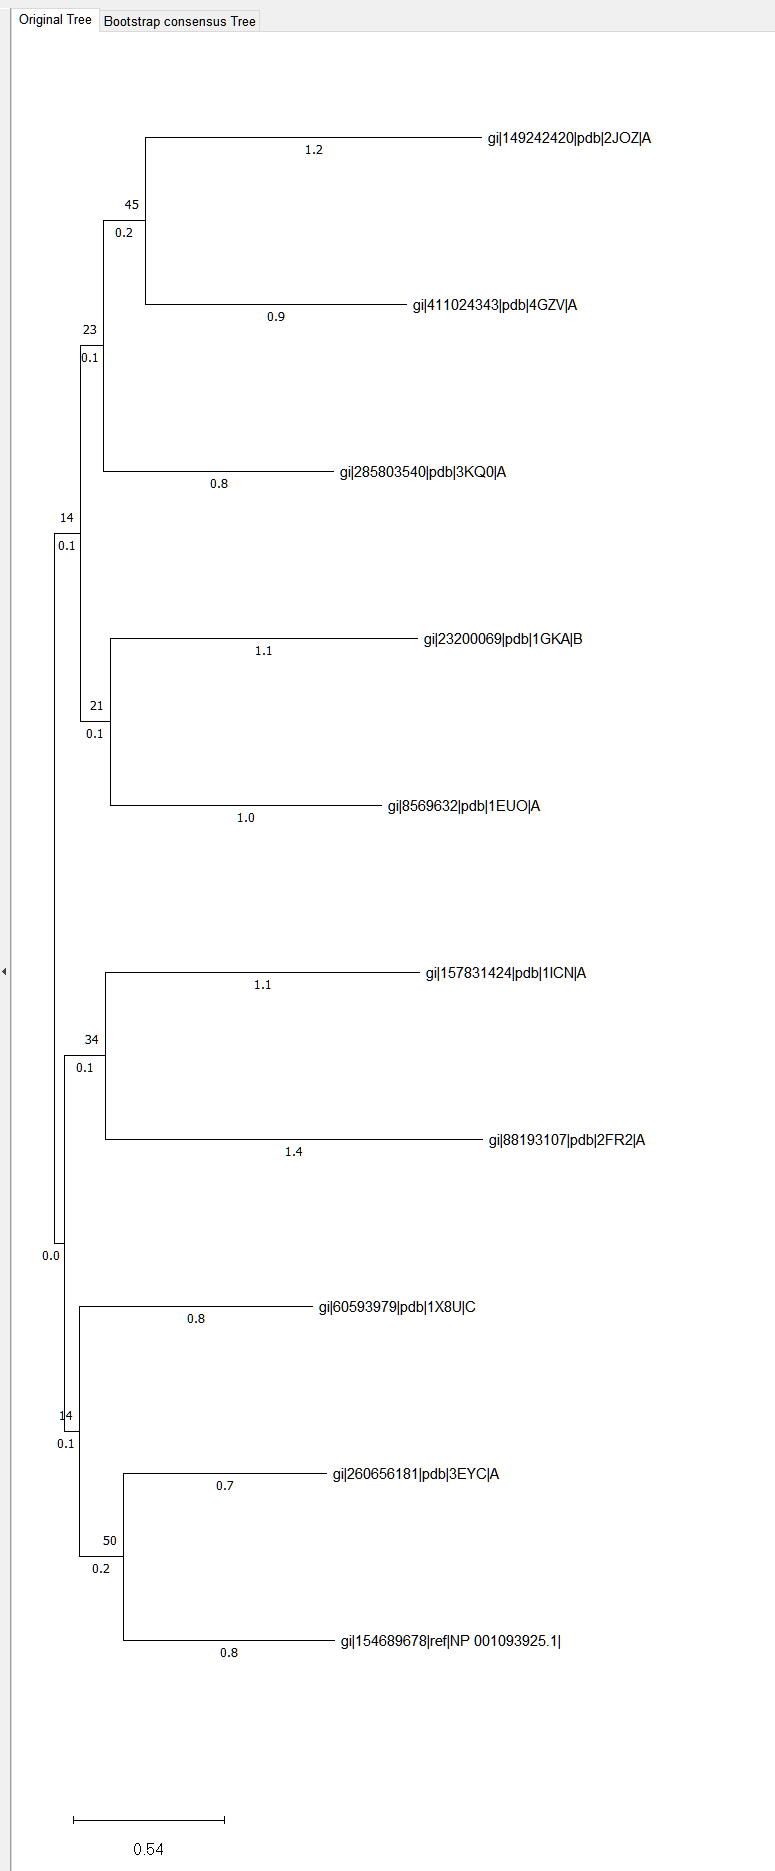 Original Tree
Bootstrap consensus Tree
gi|149242420|pdb|2JOZ|A
1.2
45
0.2
gi|411024343|pdb|4GZV|A
0.9
23
0.1
gi|285803540|pdb|3KQ0|A
0.8
14
0.1
gi|23200069|pdb|1GKA|B
1.1
21
0.1
gi|8569632|pdb|1EUO|A
1.0
gi|157831424|pdb|1ICN|A
1.1
34
0.1
gi|88193107|pdb|2FR2|A
1.4
0.0
gi|60593979|pdb|1X8U|C
0.8
14
0.1
gi|260656181|pdb|3EYC|A
0.7
50
0.2
gi|154689678|ref|NP 001093925.1|
0.8
0.54